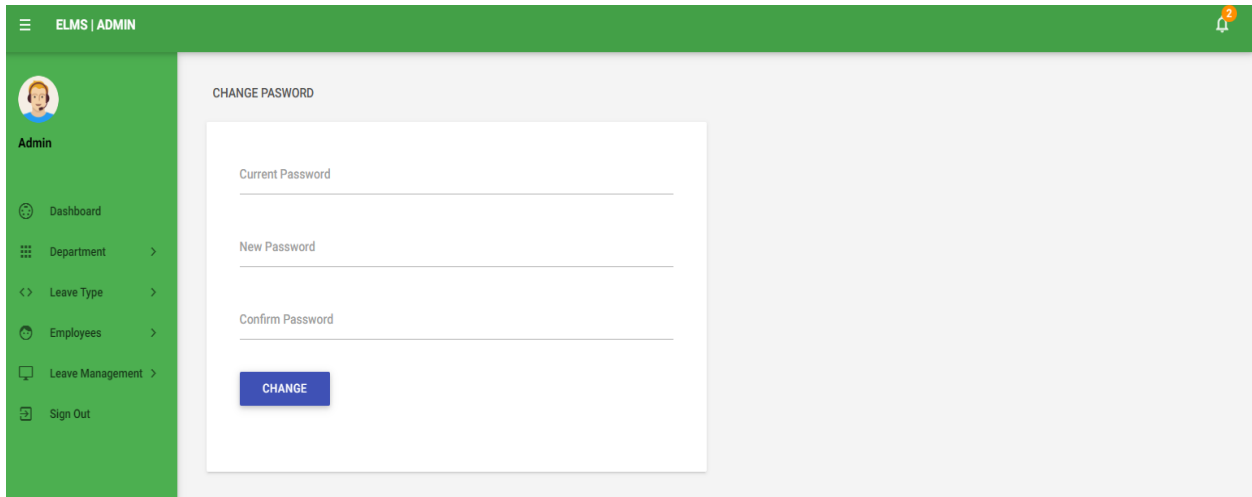 ELMS | ADMIN
2
Admin
Dashboard
Department
Leave Type
Employees
Leave Management
Sign Out
CHANGE PASWORD
Current Password
New Password
Confirm Password
CHANGE